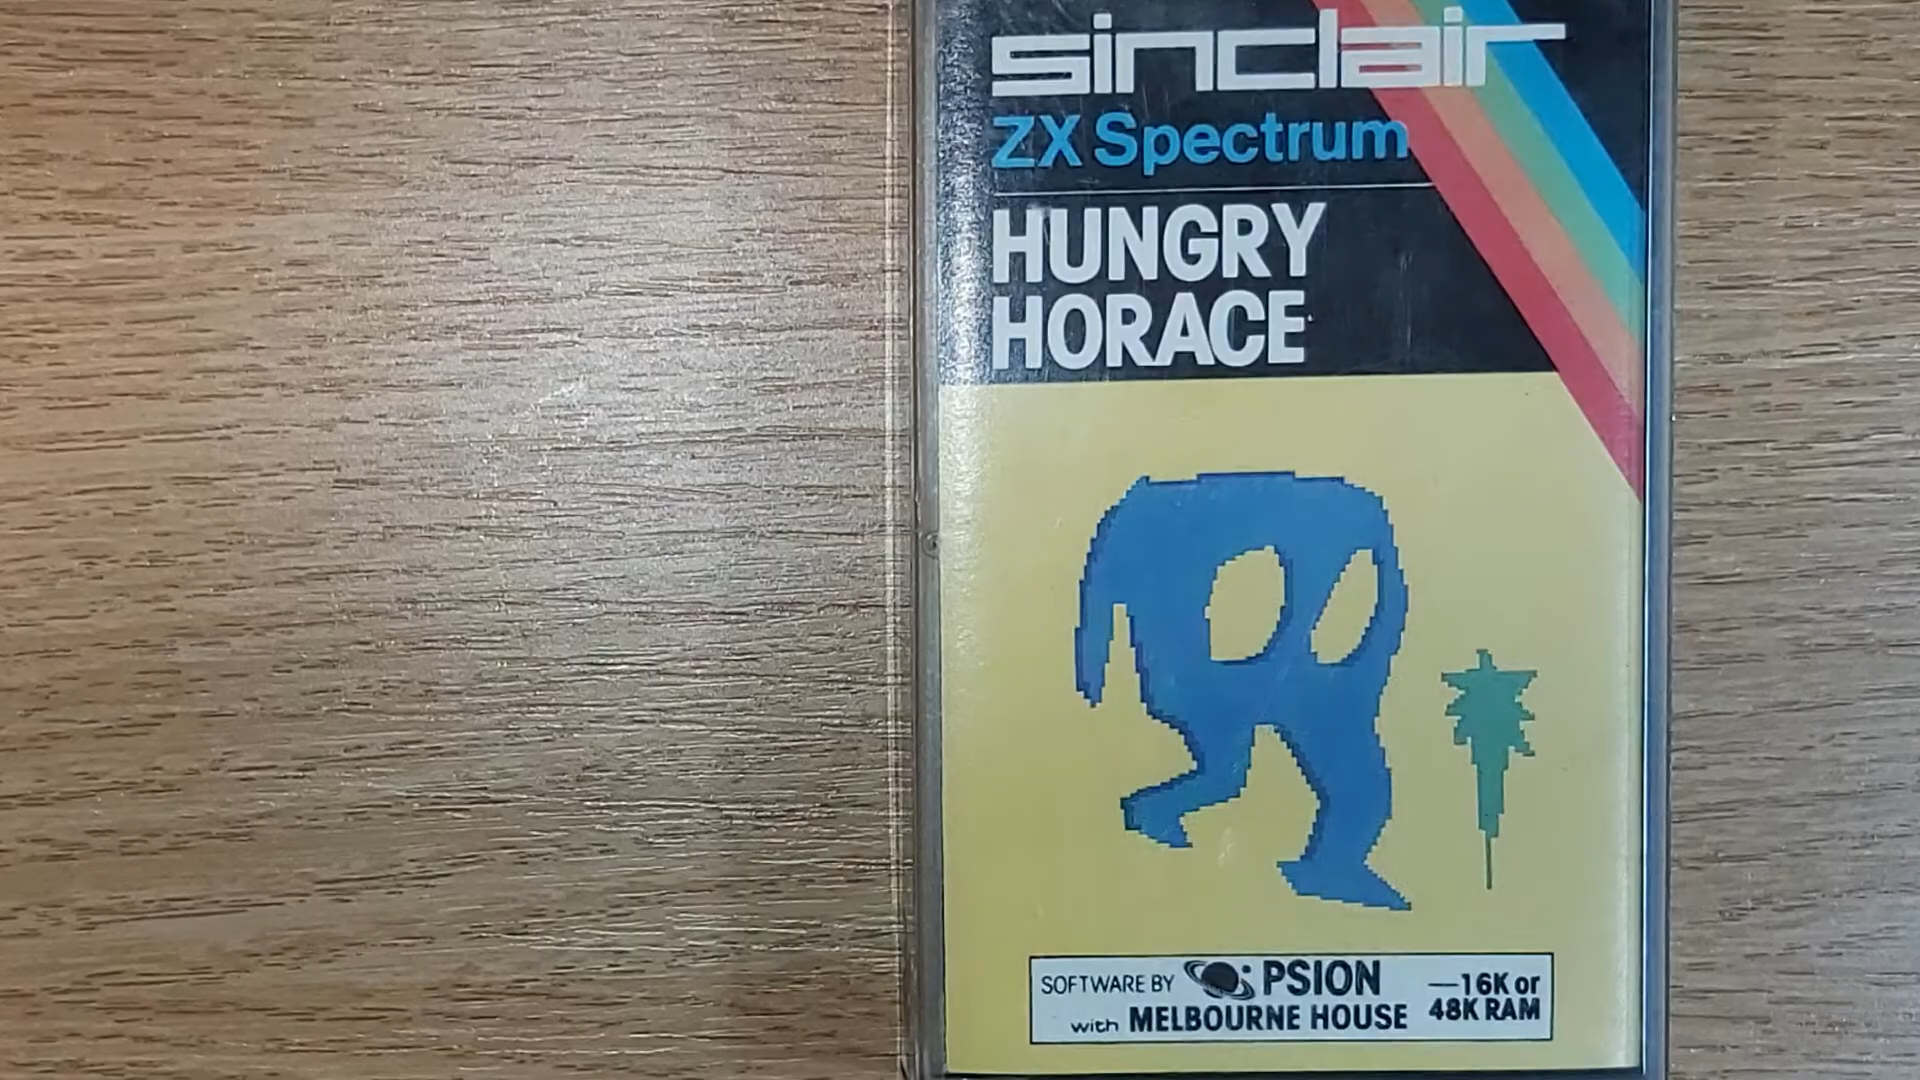 sinclair
ZX Spectrum
HUNGRY
HORACE
SOFTWARE BY PSION
with MELBOURNE HOUSE
—16K or
48K RAM